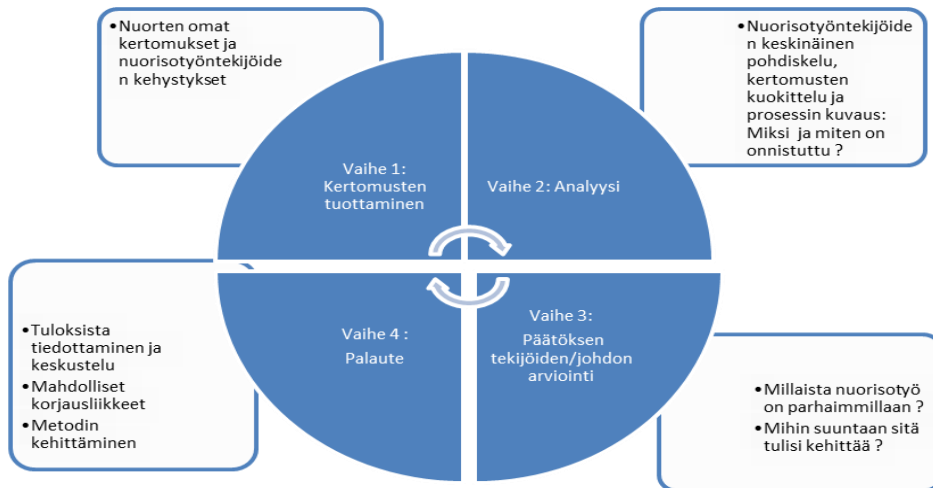 •Nuorten omat
kertomukset ja
nuorisotyöntekijöide
n kehystykset
•Nuorisotyöntekijöide
n keskinäinen
pohdiskelu,
kertomusten
kuokittelu ja
prosessin kuvaus:
Miksi ja miten on
onnistuttu ?
Vaihe 1:
Kertomusten
tuottaminen
Vaihe 2: Analyysi
Vaihe 3:
Päätöksen
tekijöiden/johdon
arviointi
Vaihe 4 :
Palaute
•Tuloksista
tiedottaminen ja
keskustelu
•Mahdolliset
korjausliikkeet
•Metodin
kehittäminen
•Millaista nuorisotyö
on parhaimmillaan ?
•Mihin suuntaan sitä
tulisi kehittää ?